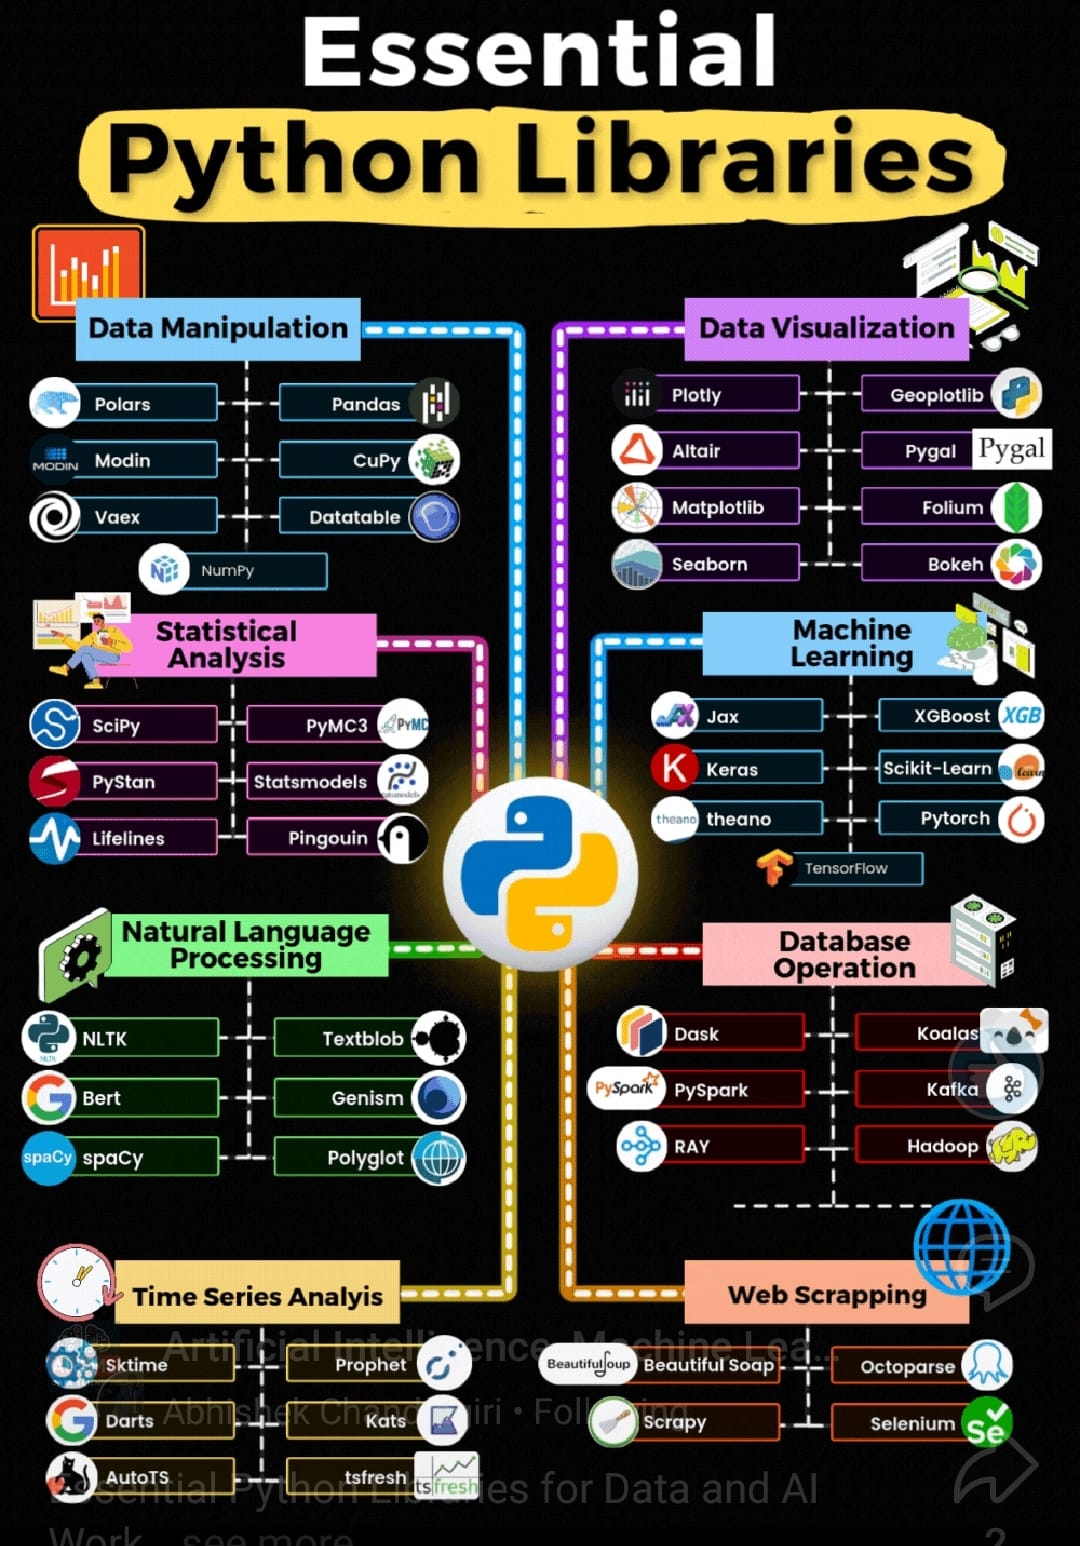 Essential
Python Libraries
Data Manipulation
Polars
Pandas
MODIN
Modin
CuPy
Vaex
Datatable
NumPy
Data Visualization
Plotly
Geoplotlib
Altair
Pygal
Pygal
Matplotlib
Folium
Seaborn
Bokeh
Statistical
Analysis
SciPy
PyMC3
PyMC
PyStan
Statsmodels
Lifelines
Pingouin
Machine
Learning
Jax
XGBoost
XGB
K
Keras
Scikit-Learn
learn
theano
theano
Pytorch
TensorFlow
Natural Language
Processing
NLTK
NLTK
Textblob
Bert
Genism
spaCy
spaCy
Polyglot
Database
Operation
Dask
Koalas
PySpark
PySpark
Kafka
RAY
Hadoop
Time Series Analyis
Sktime
Prophet
Darts
Kats
AutoTS
tsfresh
tsfresh
Web Scrapping
BeautifulSoup
Beautiful Soap
Octoparse
Scrapy
Selenium
Se
Artificial Intelligence, Machine Lea...
Abhishek • Following
Essential Python Libraries for Data and AI
Work... see more
2